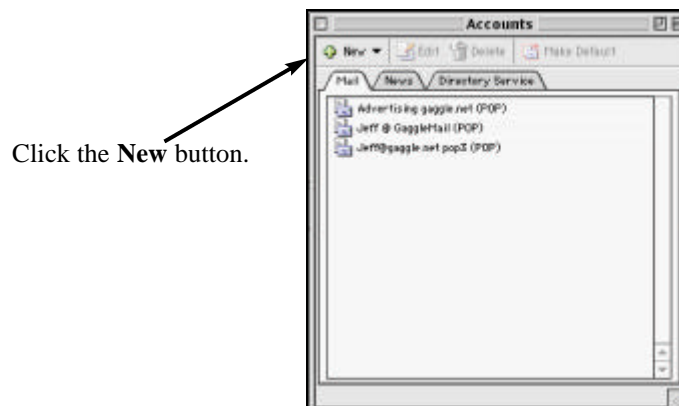 Accounts
New Edit Delete Make Default
Mail News Directory Service
Advertising gaggle.net (POP)
Jeff @ GaggleMail (POP)
Jeff@gaggle.net pop3 (POP)
Click the New button.